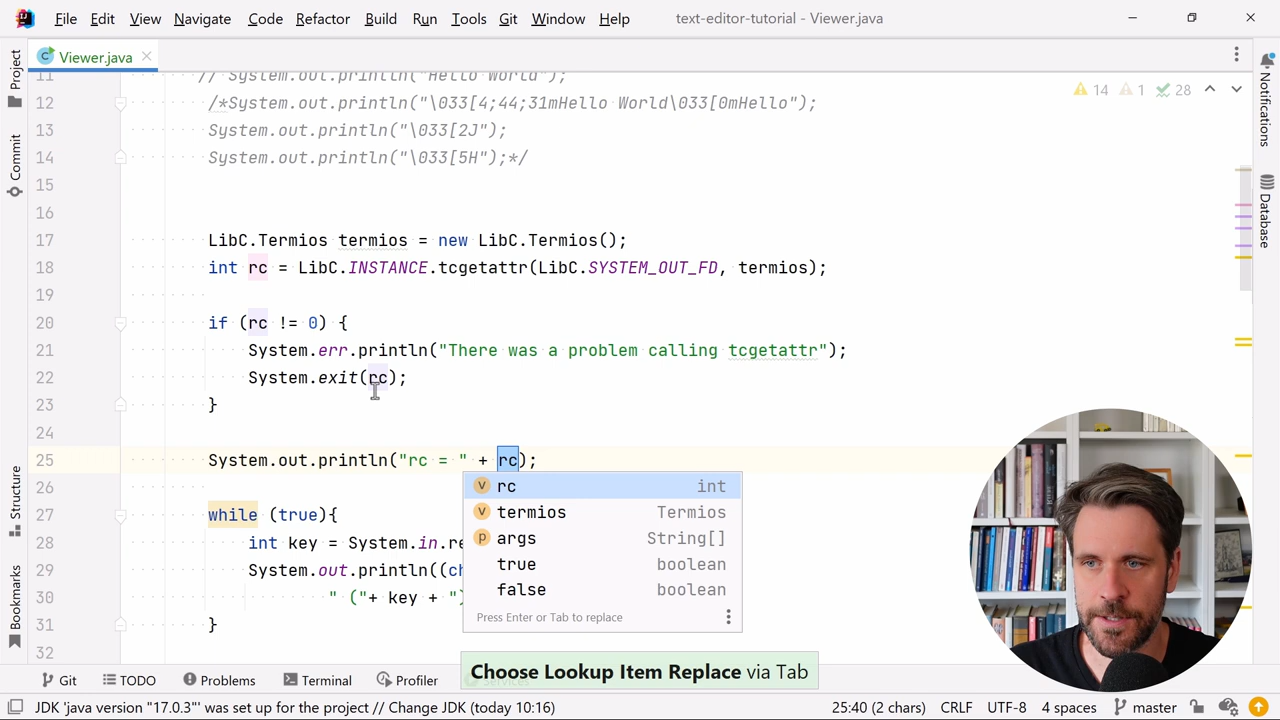 File Edit View Navigate Code Refactor Build Run Tools Git Window Help text-editor-tutorial - Viewer.java
Viewer.java
Project
Commit
Structure
Bookmarks
11 // System.out.println("Hello World");
12 /*System.out.println("\033[4;44;31mHello World\033[0mHello");
13 System.out.println("\033[2J");
14 System.out.println("\033[5H");*/
15
16
17 LibC.Termios termios = new LibC.Termios();
18 int rc = LibC.INSTANCE.tcgetattr(LibC.SYSTEM_OUT_FD, termios);
19
20 if (rc != 0) {
21 System.err.println("There was a problem calling tcgetattr");
22 System.exit(rc);
23 }
24
25 System.out.println("rc = " + rc);
26
27 while (true){
28 int key = System.in.re
29 System.out.println((ch
30 " ("+ key + ")
31 }
32
14 1 28
rc int
termios Termios
args String[]
true boolean
false boolean
Press Enter or Tab to replace
Choose Lookup Item Replace via Tab
Notifications
Database
Git TODO Problems Terminal Profiler
JDK 'java version "17.0.3"' was set up for the project // Change JDK (today 10:16) 25:40 (2 chars) CRLF UTF-8 4 spaces master